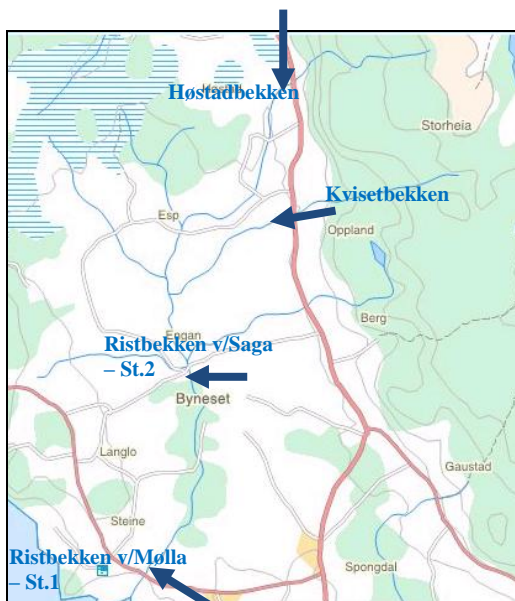 Høstadbekken
Storheia
Kvisetbekken
Esp
Oppland
Berg
Engan
Ristbekken v/Saga
– St.2
Byneset
Langlo
Gaustad
Steine
Ristbekken v/Mølla
– St.1
Spongdal